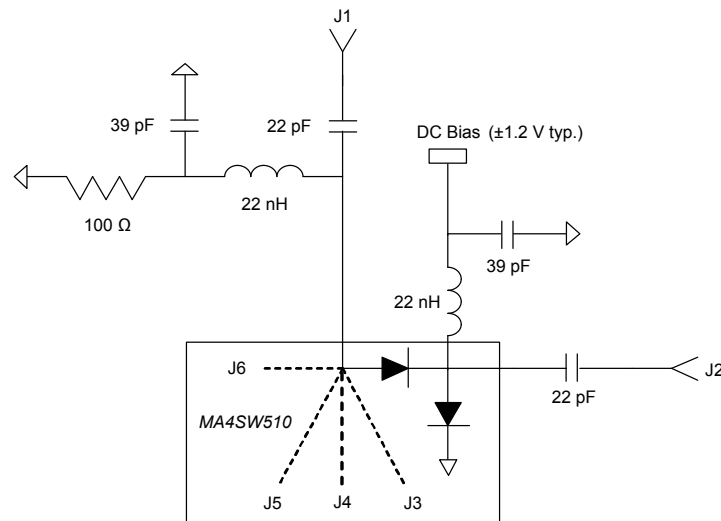 J1
39 pF
22 pF
DC Bias (±1.2 V typ.)
22 nH
100 Ω
39 pF
22 nH
J6
J2
22 pF
MA4SW510
J5
J4
J3